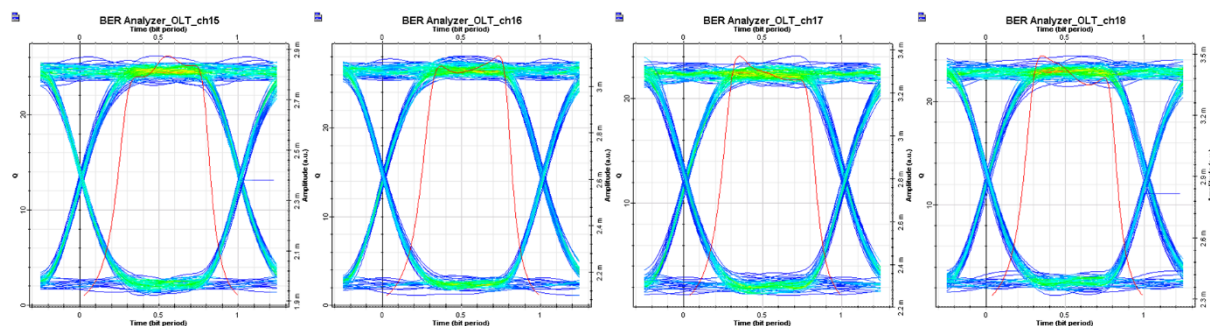 BER Analyzer_OLT_ch15
Time (bit period)
0 0.5 1
Q
20
10
0
Amplitude (a.u.)
2.9 m
2.7 m
2.5 m
2.3 m
2.1 m
1.9 m
0 0.5 1
Time (bit period)
BER Analyzer_OLT_ch16
Time (bit period)
0 0.5 1
Q
20
10
0
Amplitude (a.u.)
3 m
2.8 m
2.6 m
2.4 m
2.2 m
0 0.5 1
Time (bit period)
BER Analyzer_OLT_ch17
Time (bit period)
0 0.5 1
Q
20
10
Amplitude (a.u.)
3.4 m
3.2 m
3 m
2.8 m
2.6 m
2.4 m
2.2 m
0 0.5 1
Time (bit period)
BER Analyzer_OLT_ch18
Time (bit period)
0 0.5 1
Q
20
10
3.5 m
3.2 m
2.9 m
2.6 m
2.3 m
0 0.5 1
Time (bit period)